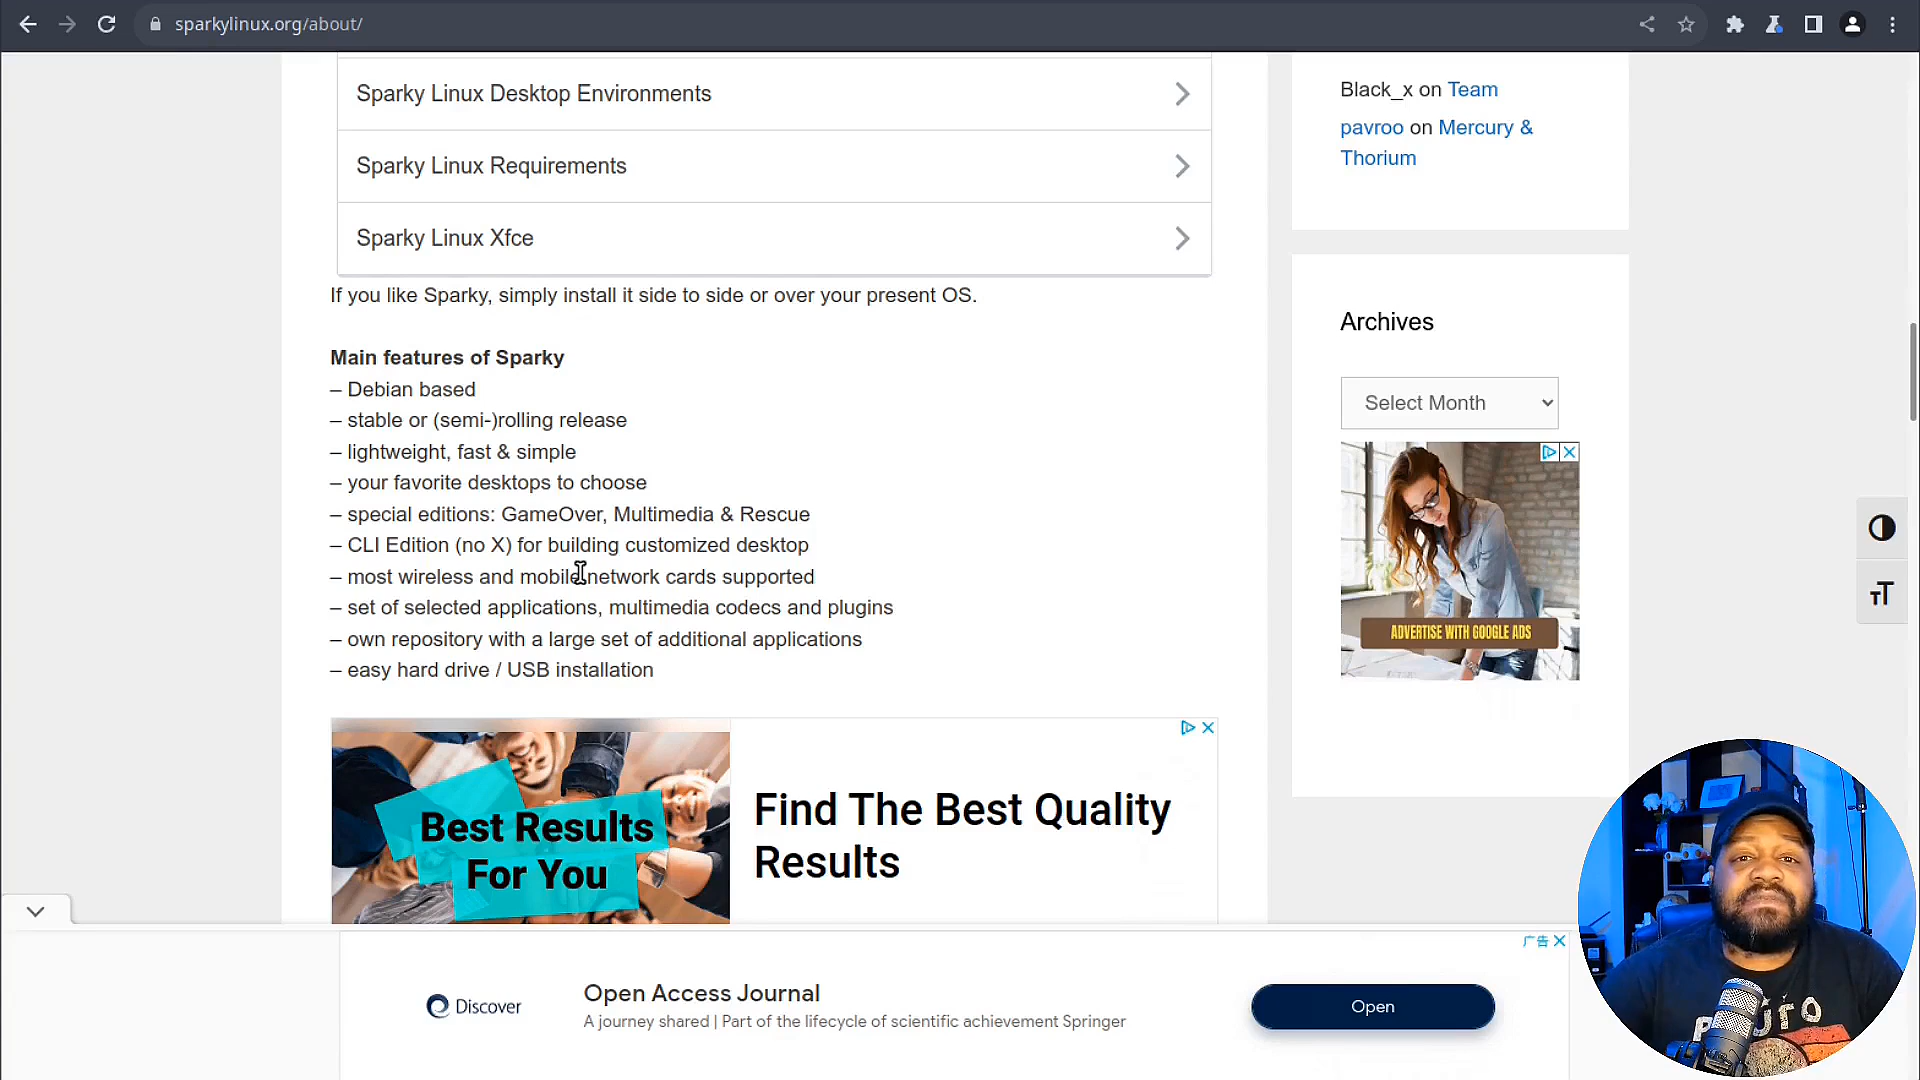 sparkylinux.org/about/
Sparky Linux Desktop Environments
Sparky Linux Requirements
Sparky Linux Xfce
If you like Sparky, simply install it side to side or over your present OS.
Main features of Sparky
– Debian based
– stable or (semi-)rolling release
– lightweight, fast & simple
– your favorite desktops to choose
– special editions: GameOver, Multimedia & Rescue
– CLI Edition (no X) for building customized desktop
– most wireless and mobile network cards supported
– set of selected applications, multimedia codecs and plugins
– own repository with a large set of additional applications
– easy hard drive / USB installation
Best Results
For You
Find The Best Quality
Results
Black_x on Team
pavroo on Mercury &
Thorium
Archives
Select Month
ADVERTISE WITH GOOGLE ADS
TT
广告
Discover
Open Access Journal
A journey shared | Part of the lifecycle of scientific achievement Springer
Open